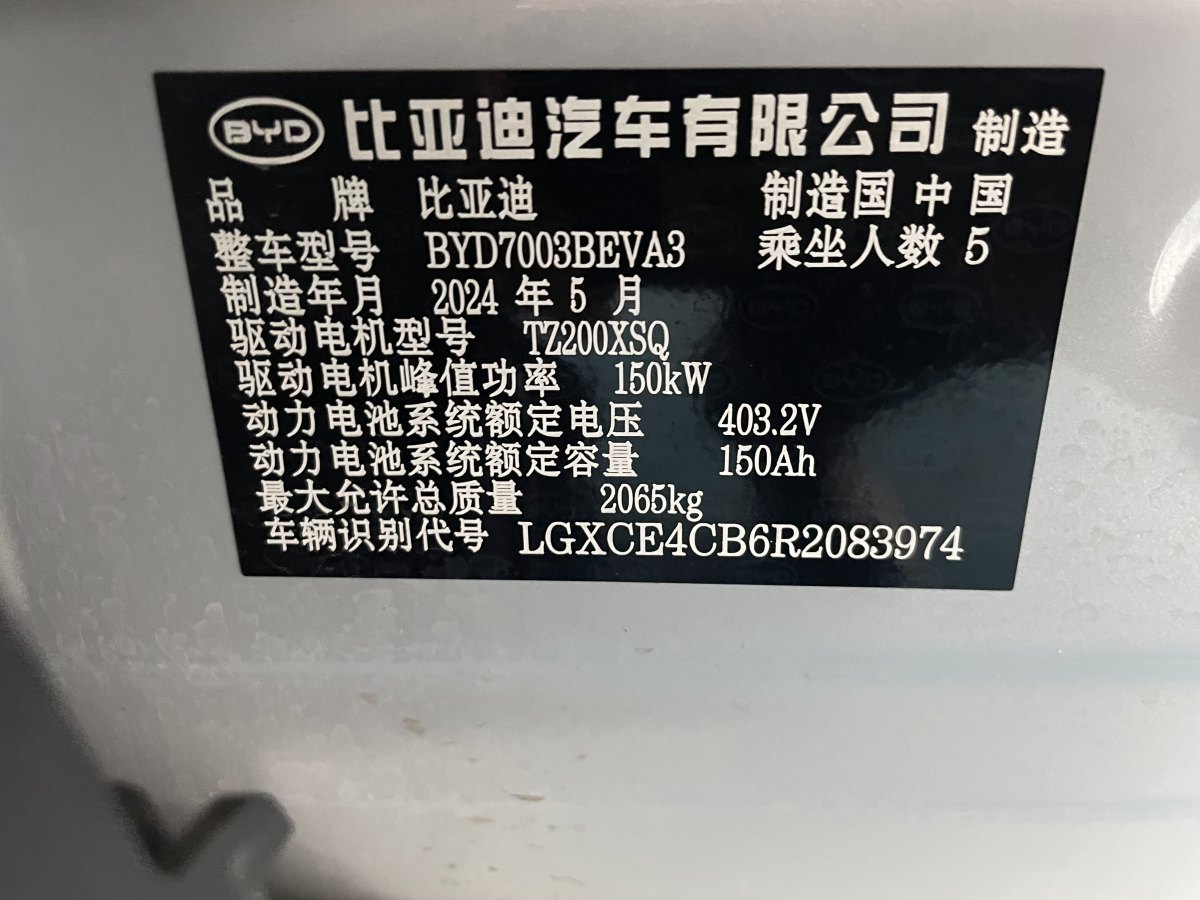 BYD 比亚迪汽车有限公司 制造
品 牌 比亚迪 制造国 中 国
整车型号 BYD7003BEVA3 乘坐人数 5
制造年月 2024 年 5 月
驱动电机型号 TZ200XSQ
驱动电机峰值功率 150kW
动力电池系统额定电压 403.2V
动力电池系统额定容量 150Ah
最大允许总质量 2065kg
车辆识别代号 LGXCE4CB6R2083974